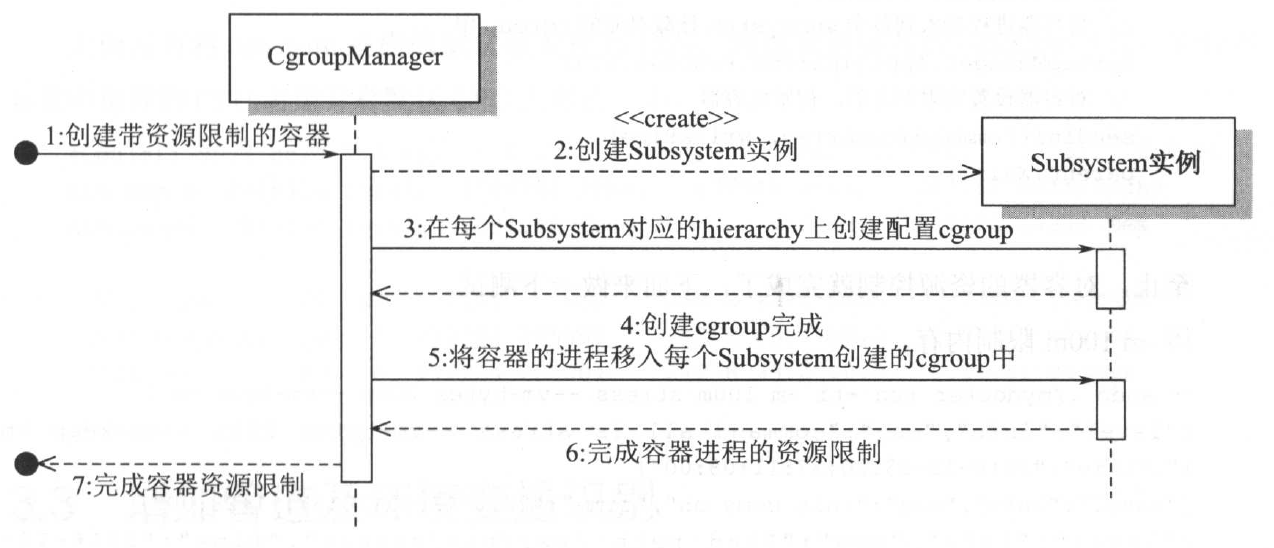 CgroupManager
1:创建带资源限制的容器
<<create>>
2:创建Subsystem实例
Subsystem实例
3:在每个Subsystem对应的hierarchy上创建配置cgroup
4:创建cgroup完成
5:将容器的进程移入每个Subsystem创建的cgroup中
6:完成容器进程的资源限制
7:完成容器资源限制